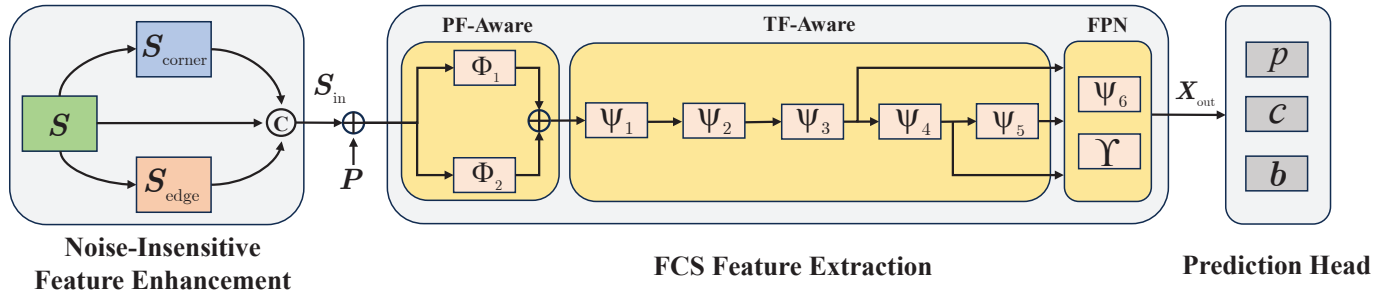 PF-Aware
TF-Aware
FPN
S_corner
S
S_edge
C
S_in
P
Φ_1
Φ_2
Ψ_1
Ψ_2
Ψ_3
Ψ_4
Ψ_5
Ψ_6
ϒ
X_out
p
c
b
Noise-Insensitive
Feature Enhancement
FCS Feature Extraction
Prediction Head